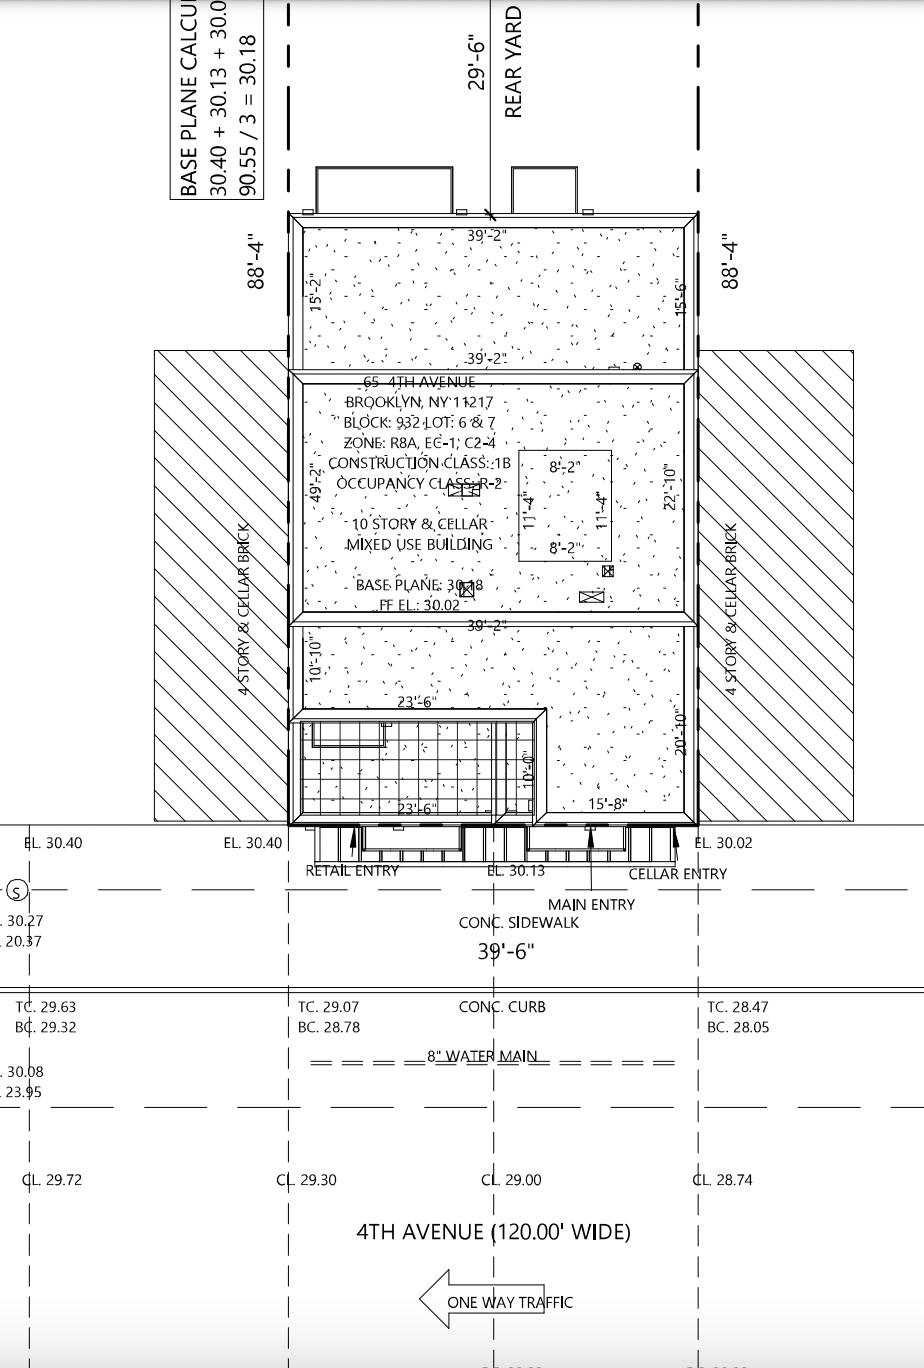 BASE PLANE CALCU
30.40 + 30.13 + 30.0
90.55 / 3 = 30.18
29'-6"
REAR YARD
88'-4"
88'-4"
39'-2"
15'-2"
15'-6"
39'-2"
65 4TH AVENUE
BROOKLYN, NY 11217
BLOCK: 932 LOT: 6 & 7
ZONE: R8A, EC-1, C2-4
CONSTRUCTION CLASS: 1B
OCCUPANCY CLASS: R-2
10 STORY & CELLAR
MIXED USE BUILDING
BASE PLANE: 30.18
FF EL.: 30.02
49'-2"
8'-2"
11'-4"
11'-4"
8'-2"
22'-10"
4 STORY & CELLAR BRICK
4 STORY & CELLAR BRICK
39'-2"
10'-10"
23'-6"
20'-10"
10'-0"
23'-6"
15'-8"
EL. 30.40
EL. 30.40
EL. 30.02
RETAIL ENTRY
EL. 30.13
CELLAR ENTRY
S
MAIN ENTRY
. 30.27
20.37
CONC. SIDEWALK
39'-6"
TC. 29.63
BC. 29.32
TC. 29.07
BC. 28.78
CONC. CURB
TC. 28.47
BC. 28.05
8" WATER MAIN
. 30.08
23.95
CL. 29.72
CL. 29.30
CL. 29.00
CL. 28.74
4TH AVENUE (120.00' WIDE)
ONE WAY TRAFFIC